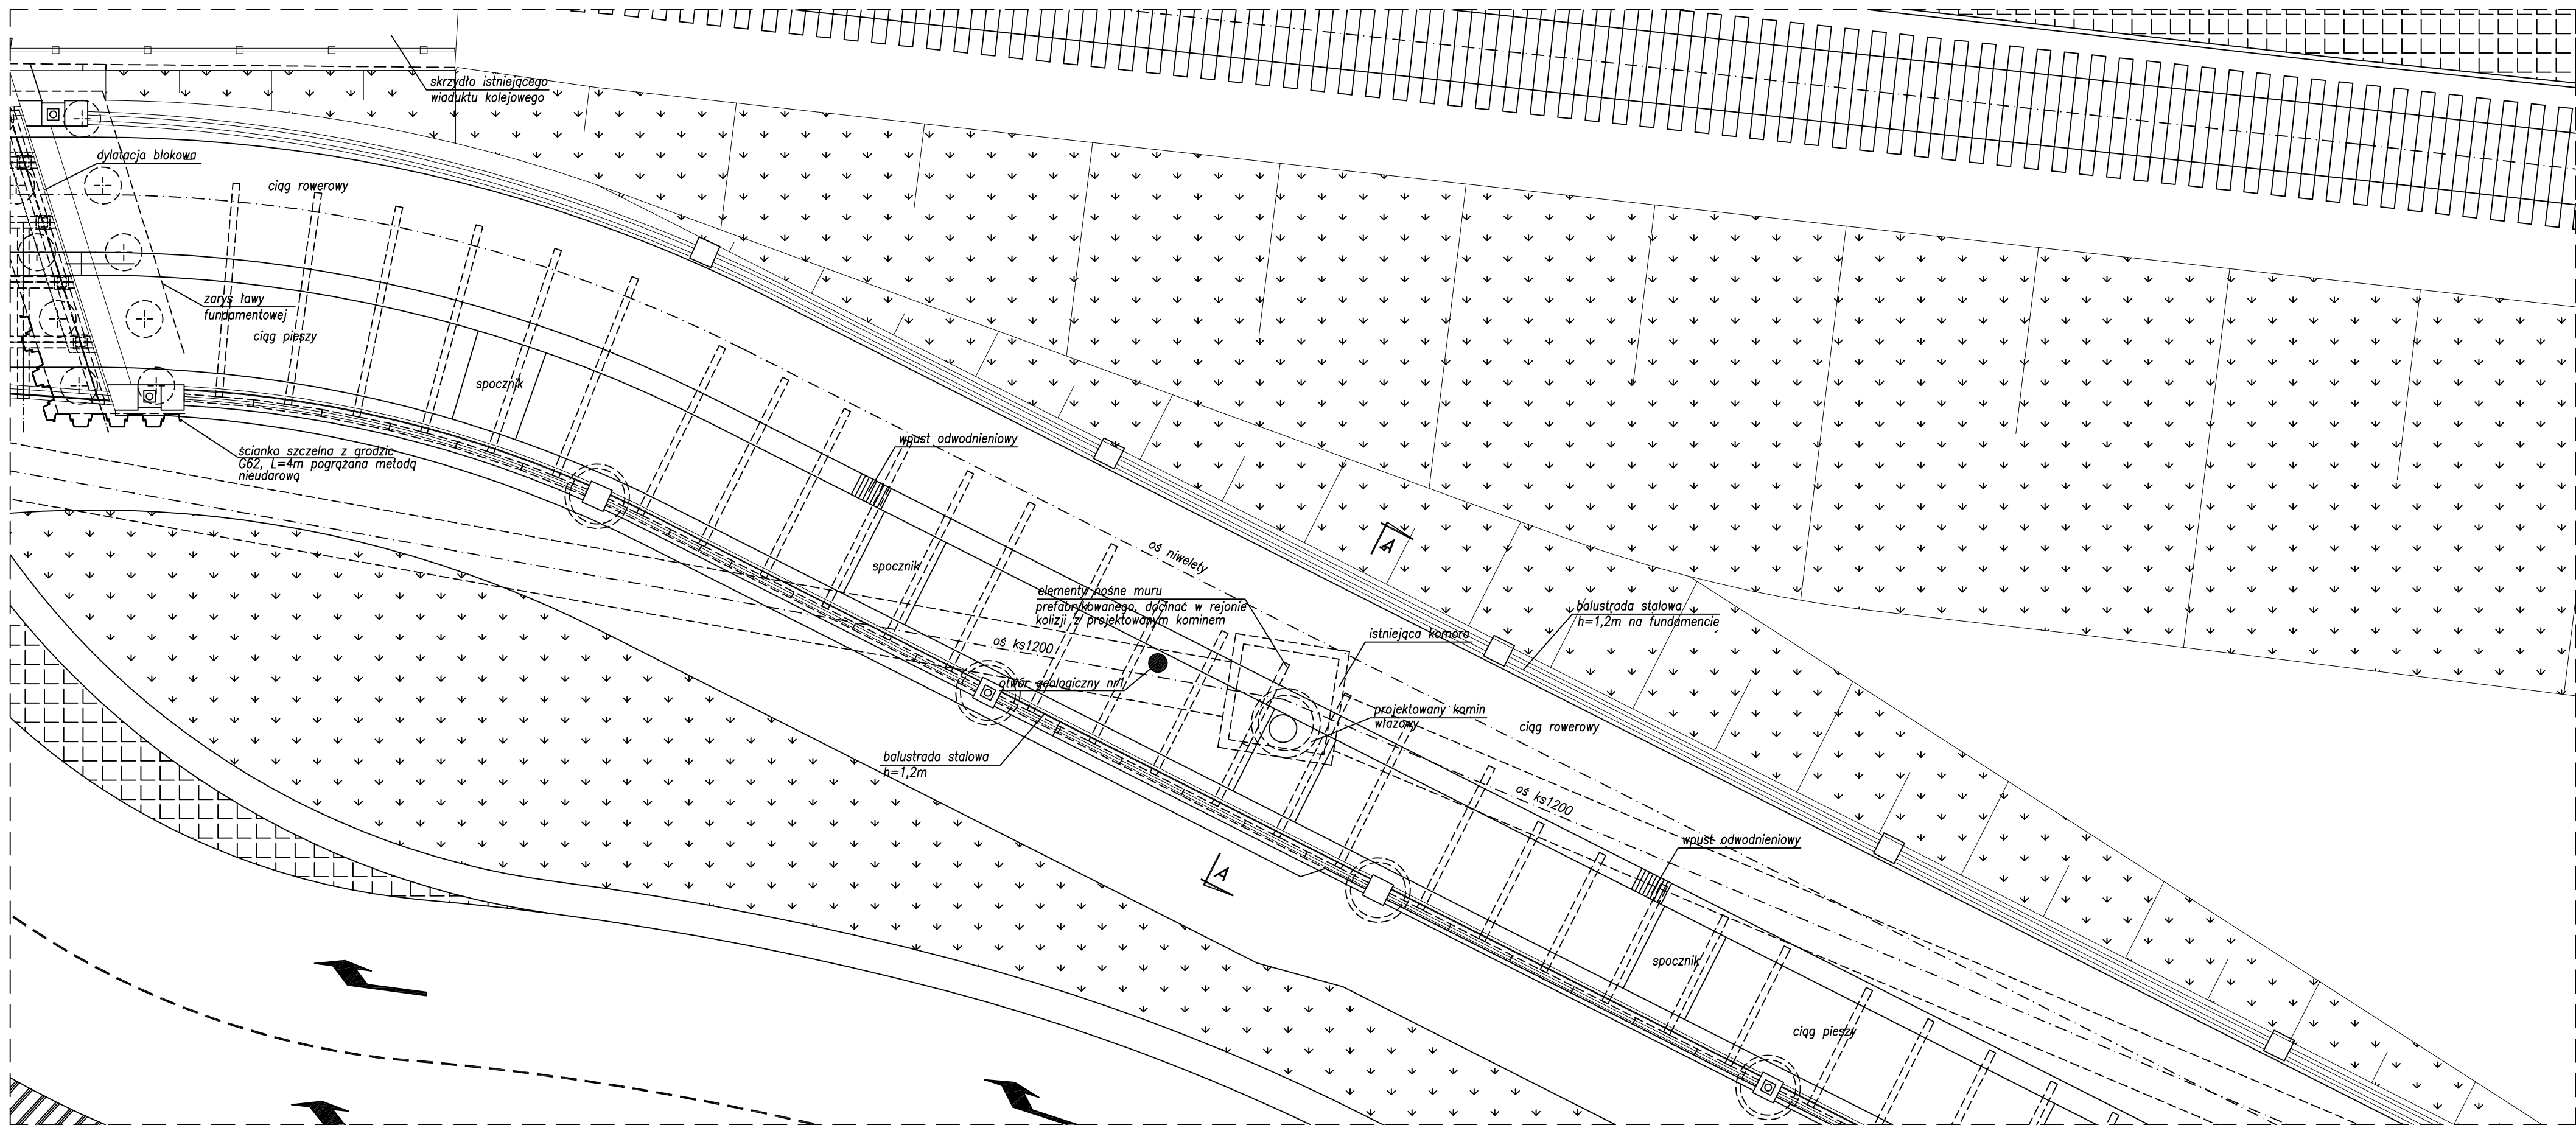 skrzydło istniejącego
wiaduktu kolejowego
dylatacja blokowa
ciąg rowerowy
zarys ławy
fundamentowej
ciąg pieszy
spocznik
ścianka szczelna z grodzic
G62, L=4m pogrążana metodą
nieudarową
wpust odwodnieniowy
spocznik
oś niwelety
A
elementy nośne muru
prefabrykowanego, docinać w rejonie
kolizji z projektowanym kominem
balustrada stalowa
h=1,2m na fundamencie
istniejąca komora
oś ks1200
otwór geologiczny nr1
projektowany komin
włazowy
ciąg rowerowy
balustrada stalowa
h=1,2m
oś ks1200
wpust odwodnieniowy
A
spocznik
ciąg pieszy